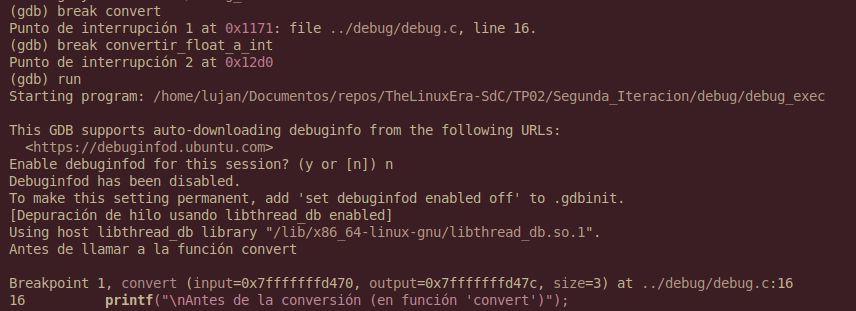 (gdb) break convert
Punto de interrupción 1 at 0x1171: file ../debug/debug.c, line 16.
(gdb) break convertir_float_a_int
Punto de interrupción 2 at 0x12d0
(gdb) run
Starting program: /home/lujan/Documentos/repos/TheLinuxEra-SdC/TP02/Segunda_Iteracion/debug/debug_exec

This GDB supports auto-downloading debuginfo from the following URLs:
  <https://debuginfod.ubuntu.com>
Enable debuginfod for this session? (y or [n]) n
Debuginfod has been disabled.
To make this setting permanent, add 'set debuginfod enabled off' to .gdbinit.
[Depuración de hilo usando libthread_db enabled]
Using host libthread_db library "/lib/x86_64-linux-gnu/libthread_db.so.1".
Antes de llamar a la función convert

Breakpoint 1, convert (input=0x7fffffffd470, output=0x7fffffffd47c, size=3) at ../debug/debug.c:16
16          printf("\nAntes de la conversión (en función 'convert')");